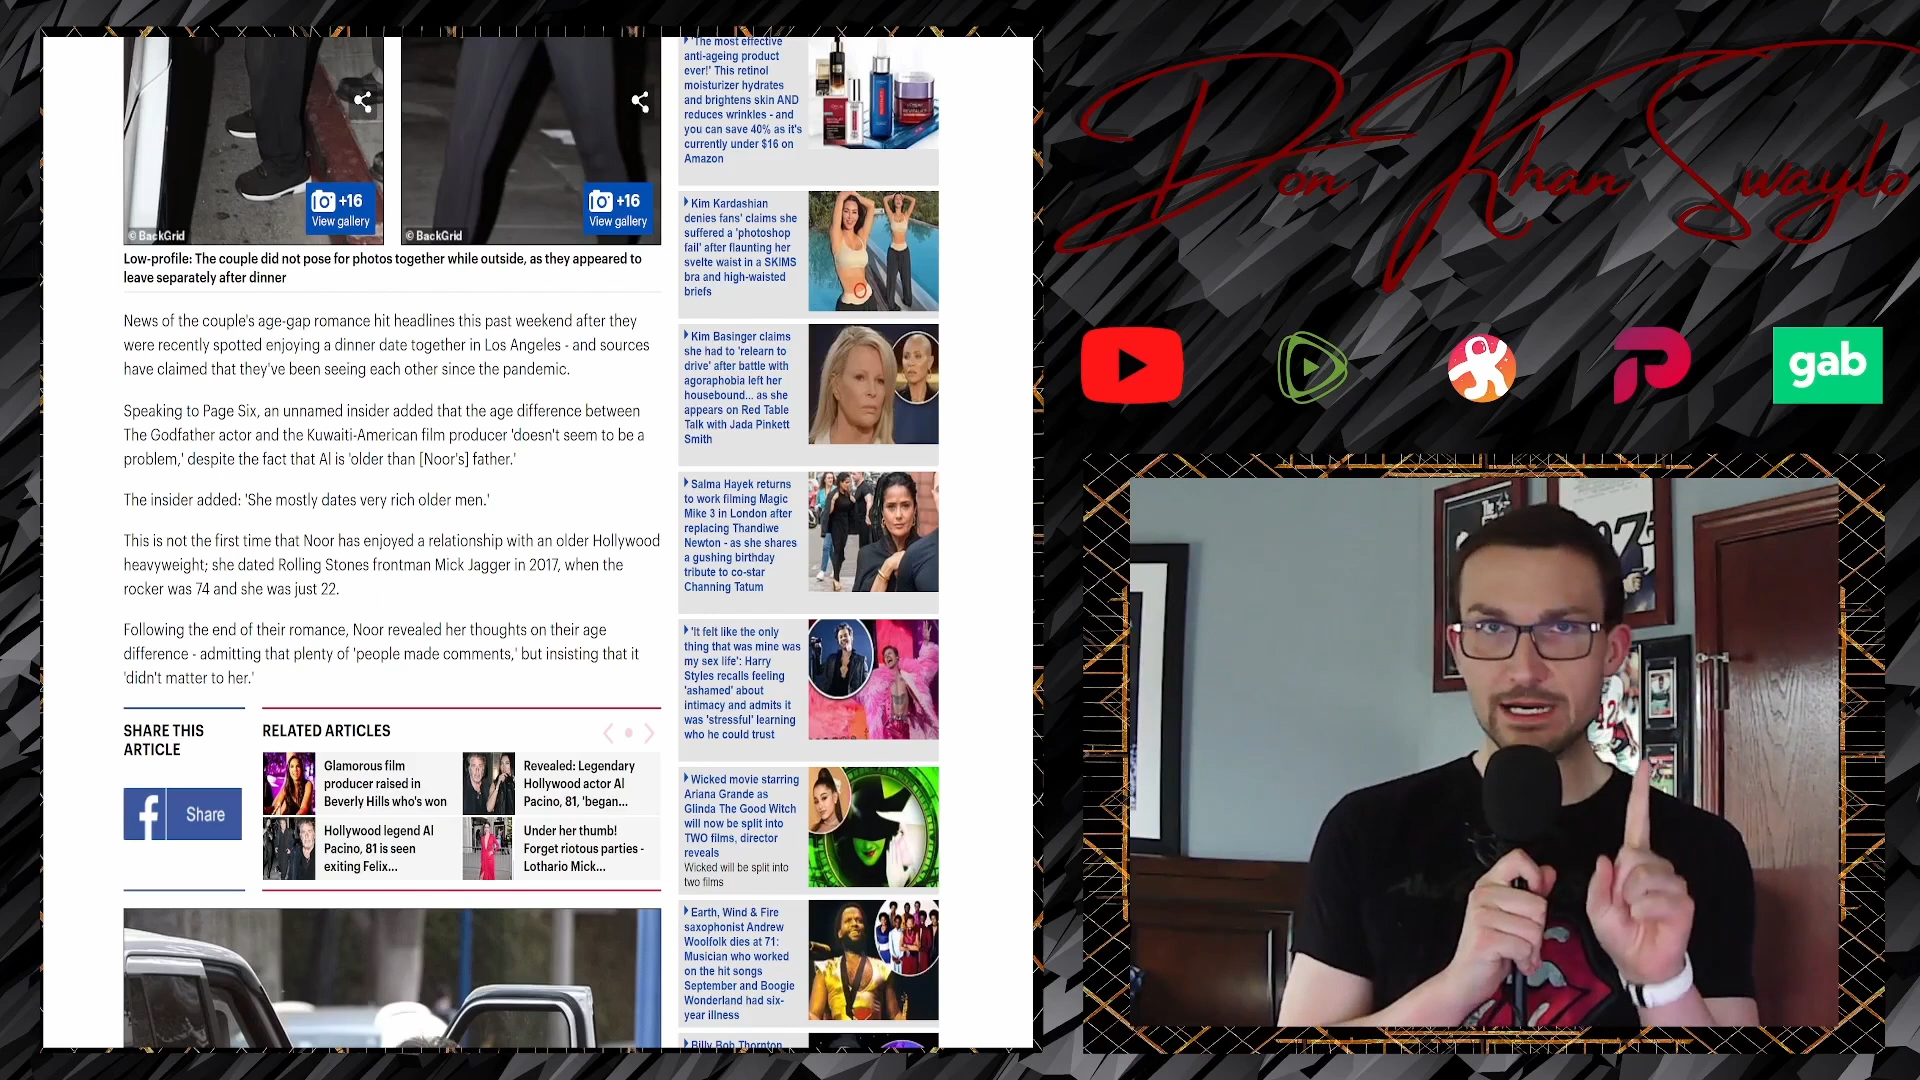 © BackGrid
+16
View gallery
© BackGrid
+16
View gallery
Low-profile: The couple did not pose for photos together while outside, as they appeared to
leave separately after dinner
News of the couple's age-gap romance hit headlines this past weekend after they
were recently spotted enjoying a dinner date together in Los Angeles - and sources
have claimed that they've been seeing each other since the pandemic.
Speaking to Page Six, an unnamed insider added that the age difference between
The Godfather actor and the Kuwaiti-American film producer 'doesn't seem to be a
problem,' despite the fact that Al is 'older than [Noor's] father.'
The insider added: 'She mostly dates very rich older men.'
This is not the first time that Noor has enjoyed a relationship with an older Hollywood
heavyweight; she dated Rolling Stones frontman Mick Jagger in 2017, when the
rocker was 74 and she was just 22.
Following the end of their romance, Noor revealed her thoughts on their age
difference - admitting that plenty of 'people made comments,' but insisting that it
'didn't matter to her.'
SHARE THIS
ARTICLE
Share
RELATED ARTICLES
Glamorous film
producer raised in
Beverly Hills who's won
Revealed: Legendary
Hollywood actor Al
Pacino, 81, 'began...
Hollywood legend Al
Pacino, 81 is seen
exiting Felix...
Under her thumb!
Forget riotous parties -
Lothario Mick...
'The most effective
anti-ageing product
ever!' This retinol
moisturizer hydrates
and brightens skin AND
reduces wrinkles - and
you can save 40% as it's
currently under $16 on
Amazon
Kim Kardashian
denies fans' claims she
suffered a 'photoshop
fail' after flaunting her
svelte waist in a SKIMS
bra and high-waisted
briefs
Kim Basinger claims
she had to 'relearn to
drive' after battle with
agoraphobia left her
housebound... as she
appears on Red Table
Talk with Jada Pinkett
Smith
Salma Hayek returns
to work filming Magic
Mike 3 in London after
replacing Thandiwe
Newton - as she shares
a gushing birthday
tribute to co-star
Channing Tatum
'It felt like the only
thing that was mine was
my sex life': Harry
Styles recalls feeling
'ashamed' about
intimacy and admits it
was 'stressful' learning
who he could trust
Wicked movie starring
Ariana Grande as
Glinda The Good Witch
will now be split into
TWO films, director
reveals
Wicked will be split into
two films
Earth, Wind & Fire
saxophonist Andrew
Woolfolk dies at 71:
Musician who worked
on the hit songs
September and Boogie
Wonderland had six-
year illness
Billy Bob Thornton
Don Khan Swaylo
gab